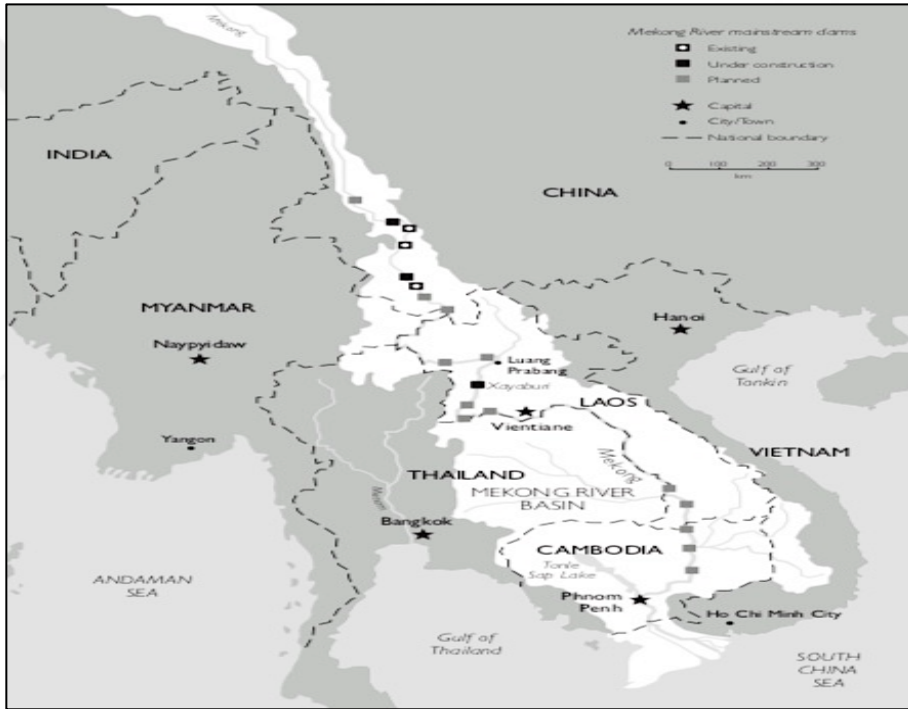 Mekong
Mekong River mainstream dams
Existing
Under construction
Planned
Capital
City/Town
National boundary
0 100 200 300
km
INDIA
CHINA
MYANMAR
Naypyidaw
Hanoi
Luang
Prabang
Gulf of
Tonkin
Xayaburi
LAOS
Vientiane
Yangon
VIETNAM
THAILAND
Mekong
MEKONG RIVER
BASIN
Bangkok
CAMBODIA
Tonle
Sap Lake
ANDAMAN
SEA
Phnom
Penh
Ho Chi Minh City
Gulf of
Thailand
SOUTH
CHINA
SEA